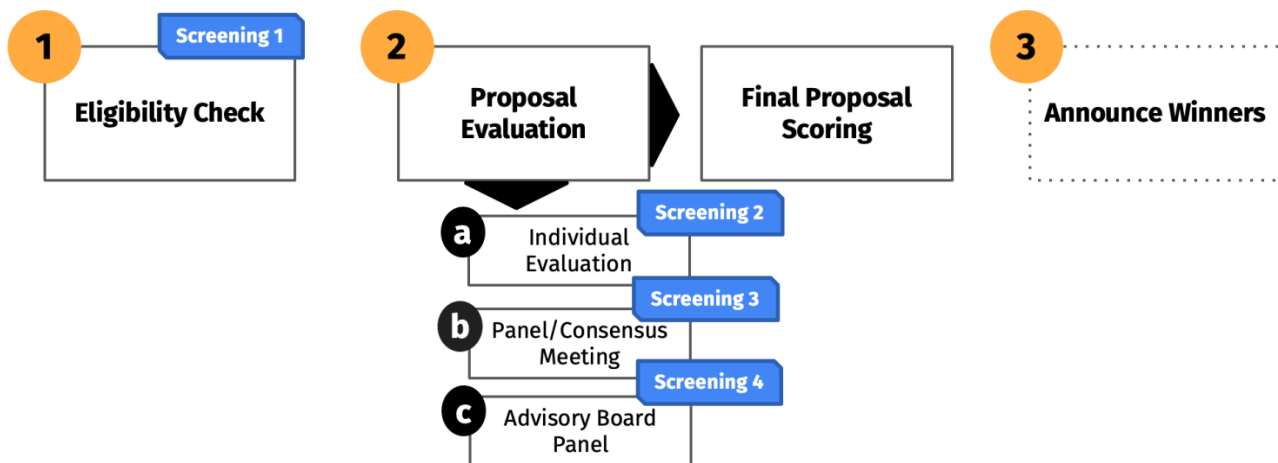 1
Screening 1
Eligibility Check
2
Proposal
Evaluation
Final Proposal
Scoring
3
Announce Winners
Screening 2
a
Individual
Evaluation
Screening 3
b
Panel/Consensus
Meeting
Screening 4
c
Advisory Board
Panel